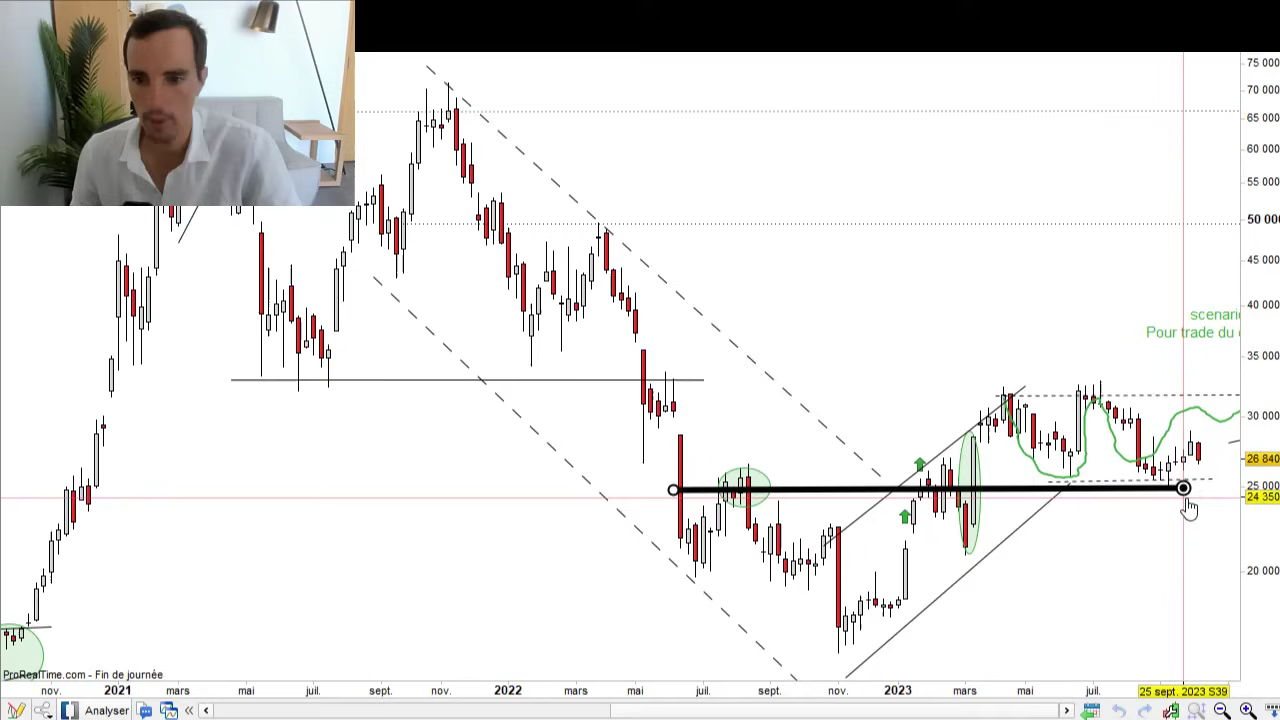 75 000
70 000
65 000
60 000
55 000
50 000
45 000
40 000
scenari
Pour trade du
35 000
30 000
26 840
25 000
24 350
20 000
ProRealTime.com - Fin de journée
nov. 2021 mars mai juil. sept. nov. 2022 mars mai juil. sept. nov. 2023 mars mai juil. 25 sept. 2023 S39
Analyser